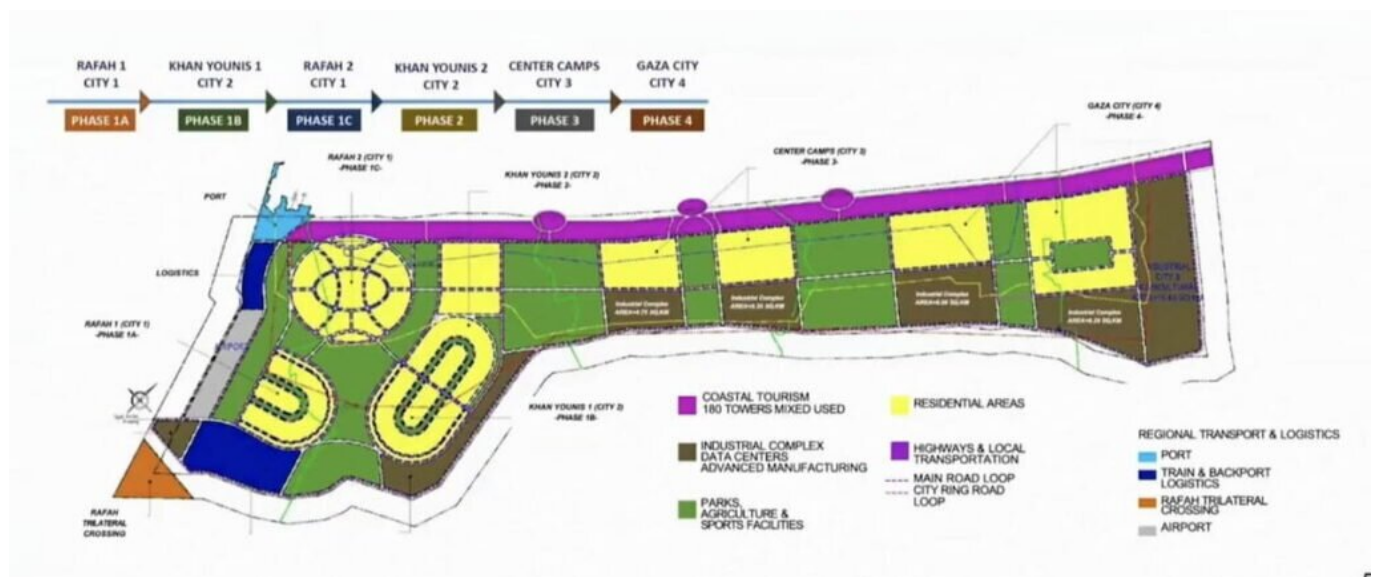 RAFAH 1
CITY 1
KHAN YOUNIS 1
CITY 2
RAFAH 2
CITY 1
KHAN YOUNIS 2
CITY 2
CENTER CAMPS
CITY 3
GAZA CITY
CITY 4
PHASE 1A
PHASE 1B
PHASE 1C
PHASE 2
PHASE 3
PHASE 4
GAZA CITY (CITY 4)
-PHASE 4-
CENTER CAMPS (CITY 3)
-PHASE 3-
RAFAH 2 (CITY 1)
-PHASE 1C-
KHAN YOUNIS 2 (CITY 2)
-PHASE 2-
PORT
LOGISTICS
RAFAH 1 (CITY 1)
-PHASE 1A-
KHAN YOUNIS 1 (CITY 2)
-PHASE 1B-
RAFAH
TRILATERAL
CROSSING
Industrial Complex
Industrial Complex
Industrial Complex
Industrial Complex
COASTAL TOURISM
180 TOWERS MIXED USED
INDUSTRIAL COMPLEX
DATA CENTERS
ADVANCED MANUFACTURING
PARKS,
AGRICULTURE &
SPORTS FACILITIES
RESIDENTIAL AREAS
HIGHWAYS & LOCAL
TRANSPORTATION
MAIN ROAD LOOP
CITY RING ROAD
LOOP
REGIONAL TRANSPORT & LOGISTICS
PORT
TRAIN & BACKPORT
LOGISTICS
RAFAH TRILATERAL
CROSSING
AIRPORT